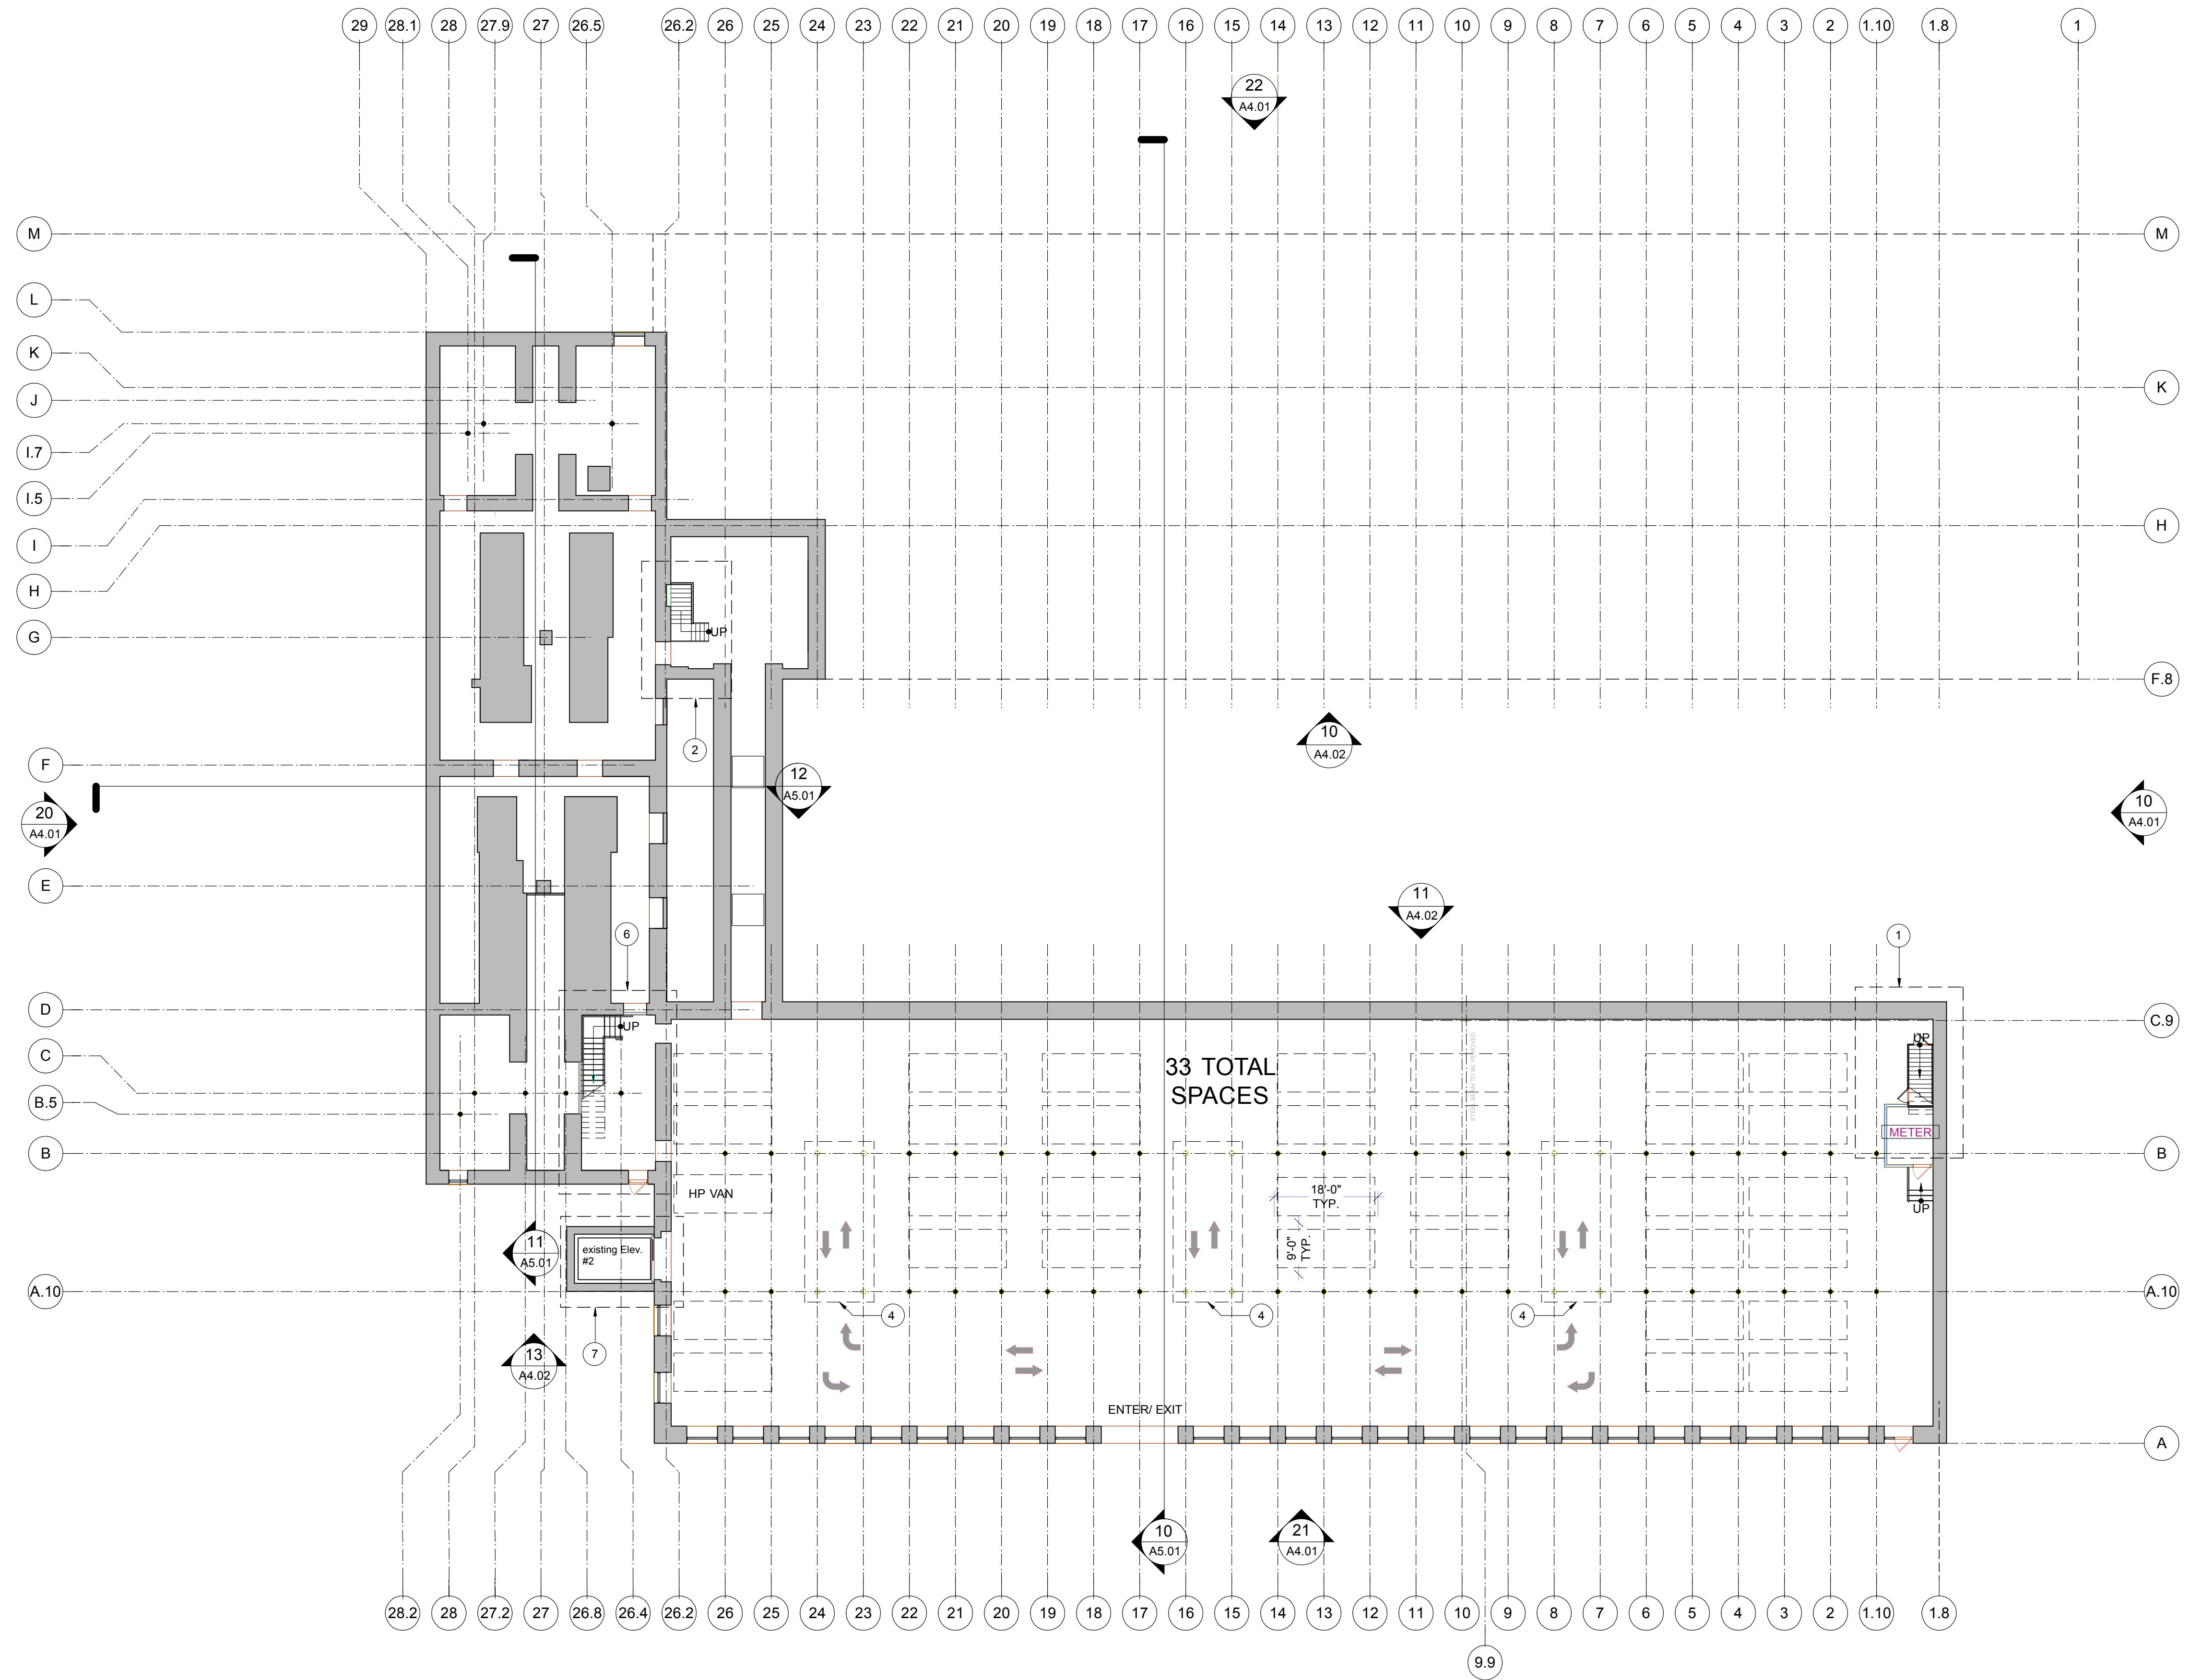 29 28.1 28 27.9 27 26.5 26.2 26 25 24 23 22 21 20 19 18 17 16 15 14 13 12 11 10 9 8 7 6 5 4 3 2 1.10 1.8 1
22
A4.01
M M
L
K K
J
I.7
I.5
I
H H
G
UP
F.8
2
10
A4.02
F
12
A5.01
20
A4.01
10
A4.01
E
11
A4.02
6
1
D
C.9
UP
UP
C
33 TOTAL
SPACES
STEEL BEAM TO BE REMOVED
B.5
METER
B B
HP VAN
18'-0"
TYP.
9'-0"
TYP.
UP
11
A5.01
existing Elev.
#2
A.10 A.10
4 4 4
7
13
A4.02
ENTER/ EXIT
A
10
A5.01
21
A4.01
28.2 28 27.2 27 26.8 26.4 26.2 26 25 24 23 22 21 20 19 18 17 16 15 14 13 12 11 10 9 8 7 6 5 4 3 2 1.10 1.8
9.9